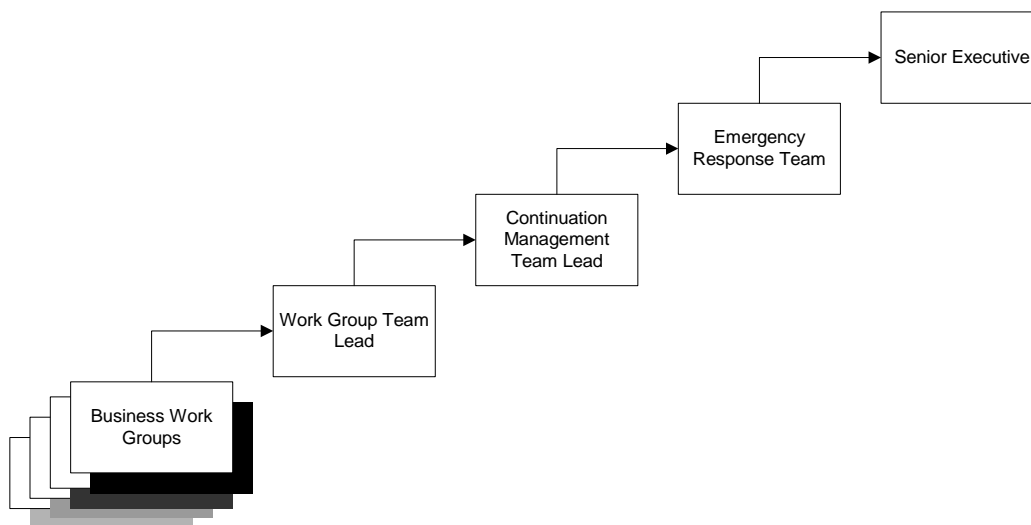 Senior Executive
Emergency
Response Team
Continuation
Management
Team Lead
Work Group Team
Lead
Business Work
Groups